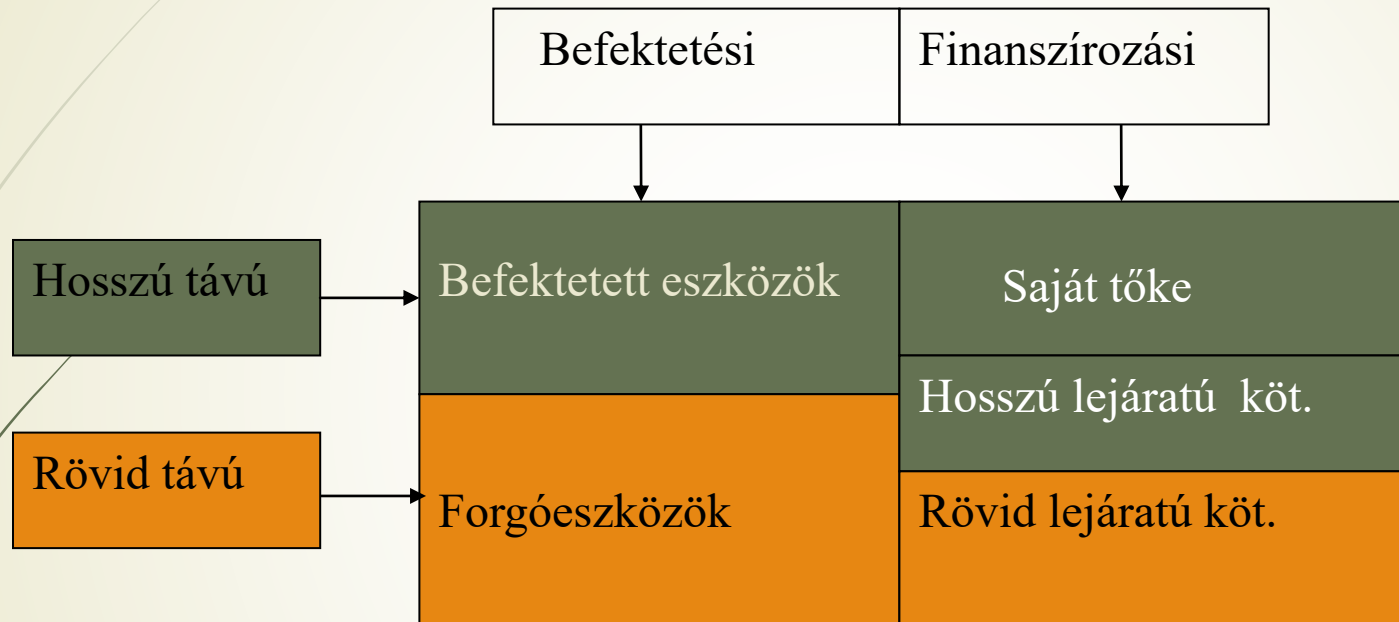 Befektetési
Finanszírozási
Hosszú távú
Befektetett eszközök
Saját tőke
Hosszú lejáratú köt.
Rövid távú
Forgóeszközök
Rövid lejáratú köt.